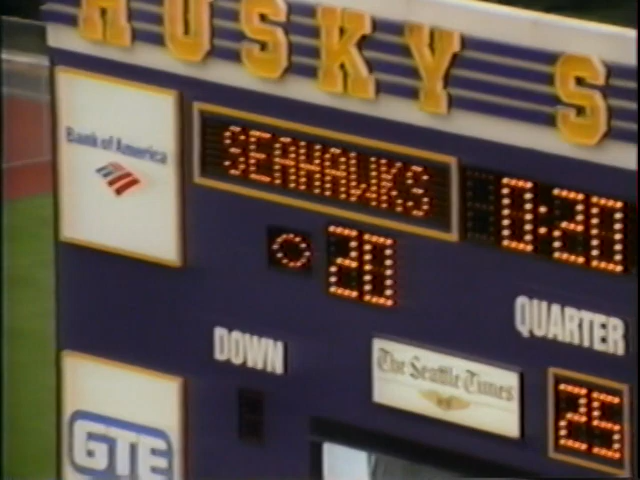 HUSKY S
Bank of America
SEAHAWKS 0:20
20
QUARTER
DOWN
The Seattle Times
25
GTE